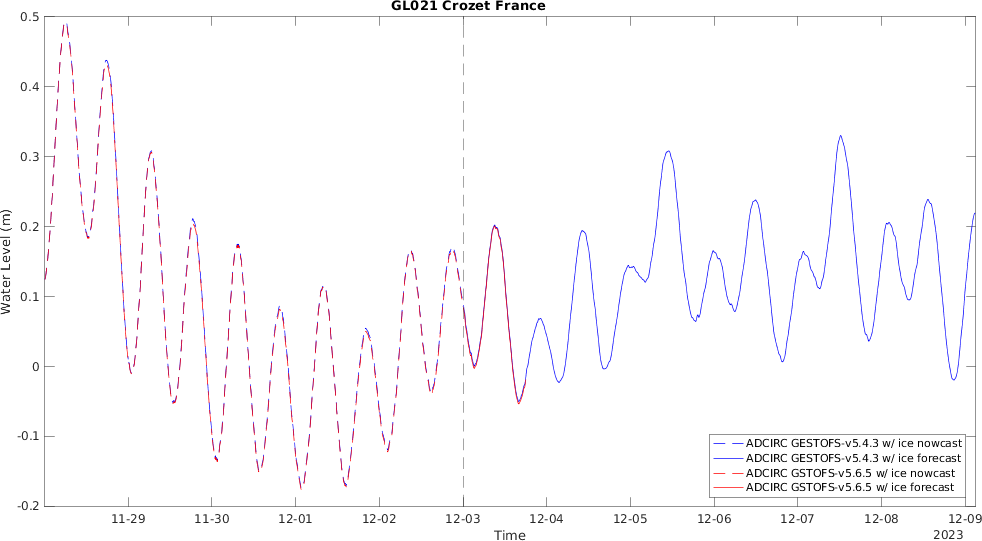 GL021 Crozet France
0.5
0.4
0.3
0.2
0.1
0
-0.1
-0.2
Water Level (m)
ADCIRC GESTOFS-v5.4.3 w/ ice nowcast
ADCIRC GESTOFS-v5.4.3 w/ ice forecast
ADCIRC GSTOFS-v5.6.5 w/ ice nowcast
ADCIRC GSTOFS-v5.6.5 w/ ice forecast
11-29 11-30 12-01 12-02 12-03 12-04 12-05 12-06 12-07 12-08 12-09
Time 2023